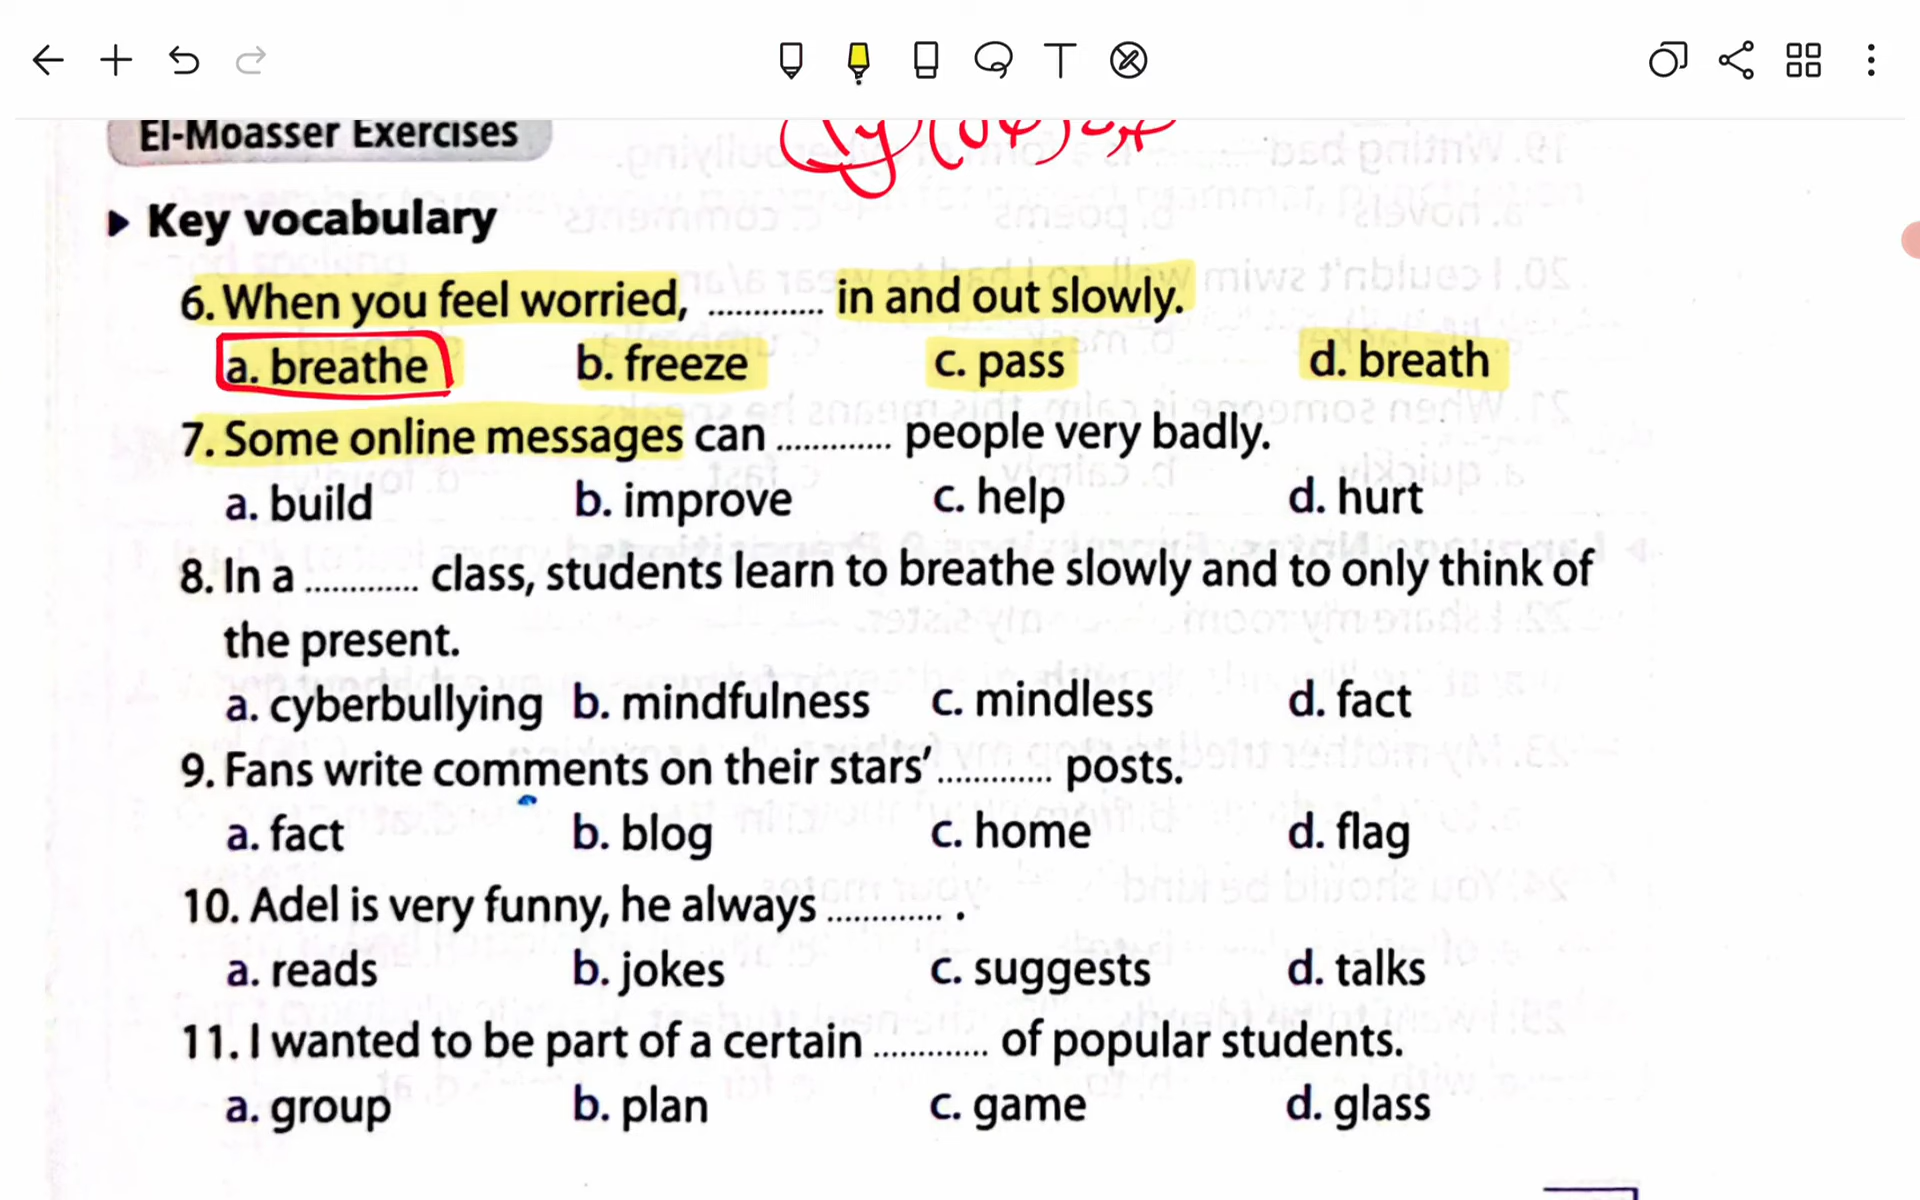 El-Moasser Exercises
Key vocabulary
6. When you feel worried, ............. in and out slowly.
a. breathe b. freeze c. pass d. breath
7. Some online messages can ............. people very badly.
a. build b. improve c. help d. hurt
8. In a ............. class, students learn to breathe slowly and to only think of
the present.
a. cyberbullying b. mindfulness c. mindless d. fact
9. Fans write comments on their stars' ............. posts.
a. fact b. blog c. home d. flag
10. Adel is very funny, he always ............. .
a. reads b. jokes c. suggests d. talks
11. I wanted to be part of a certain ............. of popular students.
a. group b. plan c. game d. glass